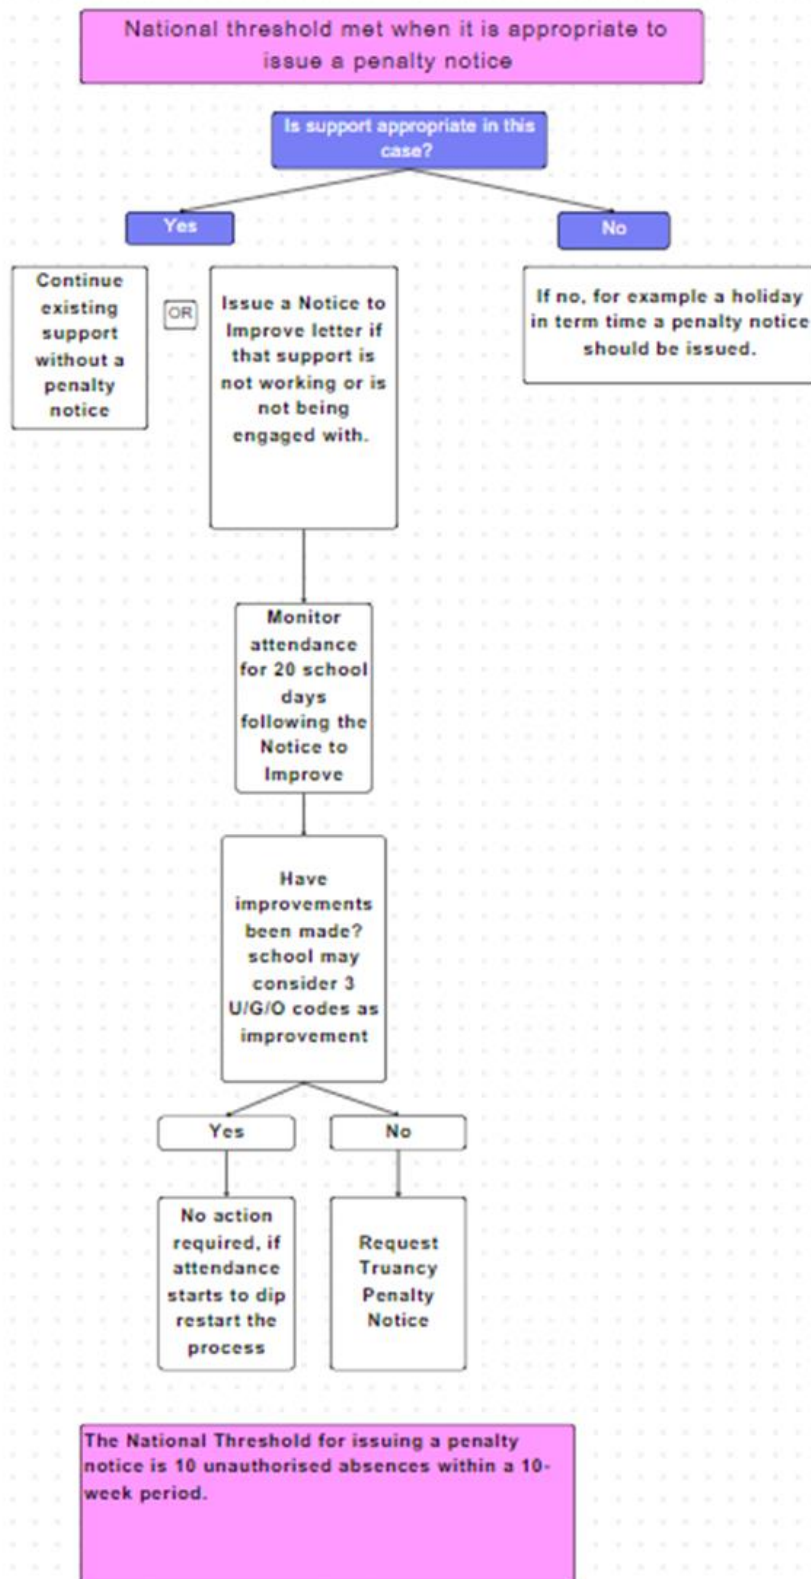 National threshold met when it is appropriate to
issue a penalty notice
Is support appropriate in this
case?
Yes
No
Continue
existing
support
without a
penalty
notice
OR
Issue a Notice to
Improve letter if
that support is
not working or is
not being
engaged with.
If no, for example a holiday
in term time a penalty notice
should be issued.
Monitor
attendance
for 20 school
days
following the
Notice to
Improve
Have
improvements
been made?
school may
consider 3
U/G/O codes as
improvement
Yes
No
No action
required, if
attendance
starts to dip
restart the
process
Request
Truancy
Penalty
Notice
The National Threshold for issuing a penalty
notice is 10 unauthorised absences within a 10-
week period.